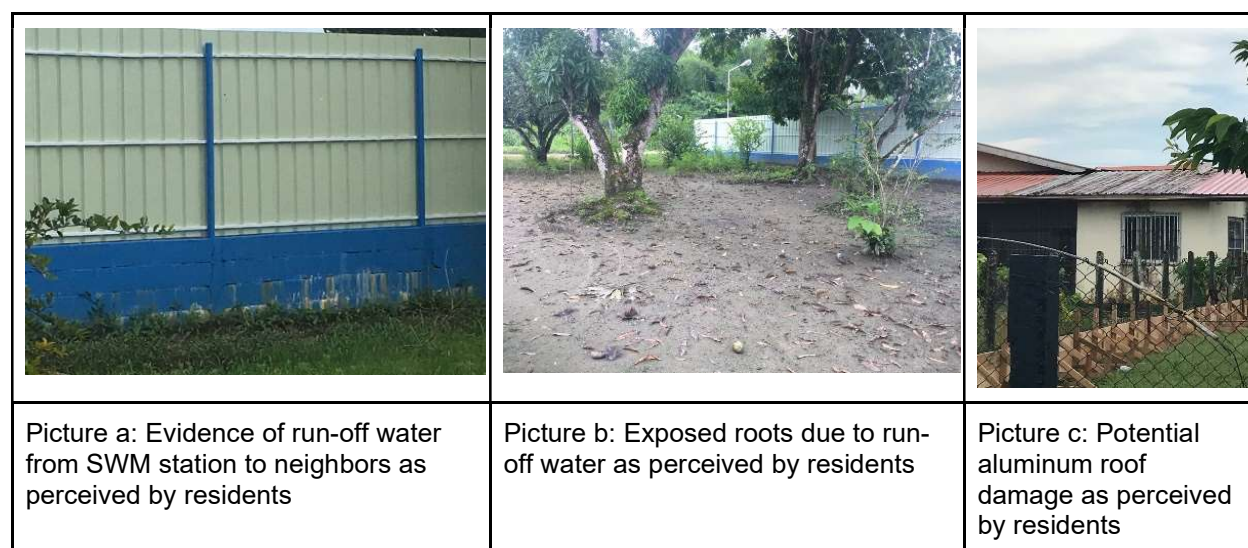 Picture a: Evidence of run-off water
from SWM station to neighbors as
perceived by residents
Picture b: Exposed roots due to run-
off water as perceived by residents
Picture c: Potential
aluminum roof
damage as perceived
by residents